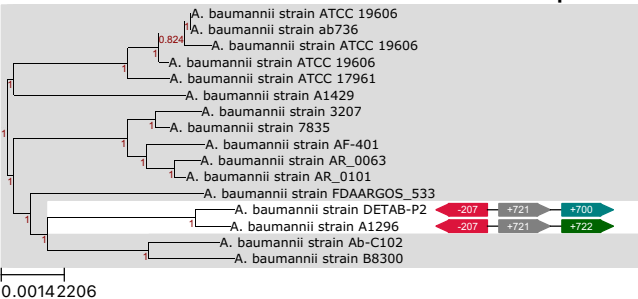 A. baumannii strain ATCC 19606
1
A. baumannii strain ab736
0.824
A. baumannii strain ATCC 19606
A. baumannii strain ATCC 19606
1
A. baumannii strain ATCC 17961
1
A. baumannii strain A1429
A. baumannii strain 3207
1
A. baumannii strain 7835
1
1
A. baumannii strain AF-401
1
A. baumannii strain AR_0063
1
A. baumannii strain AR_0101
1
A. baumannii strain FDAARGOS_533
A. baumannii strain DETAB-P2 -207 +721 +700
1
A. baumannii strain A1296 -207 +721 +722
1
1
A. baumannii strain Ab-C102
1
A. baumannii strain B8300
0.00142206